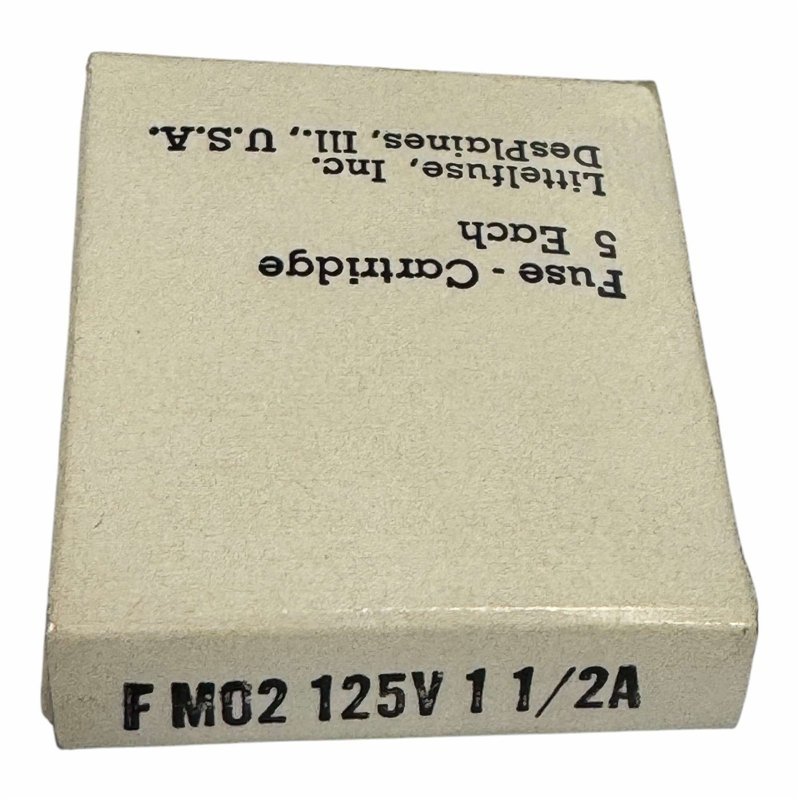 Fuse - Cartridge
5 Each
Littelfuse, Inc.
DesPlaines, Ill., U.S.A.
F M02 125V 1 1/2A